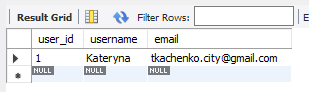 Result Grid Filter Rows:
user_id username email
1 Kateryna tkachenko.city@gmail.com
NULL NULL NULL